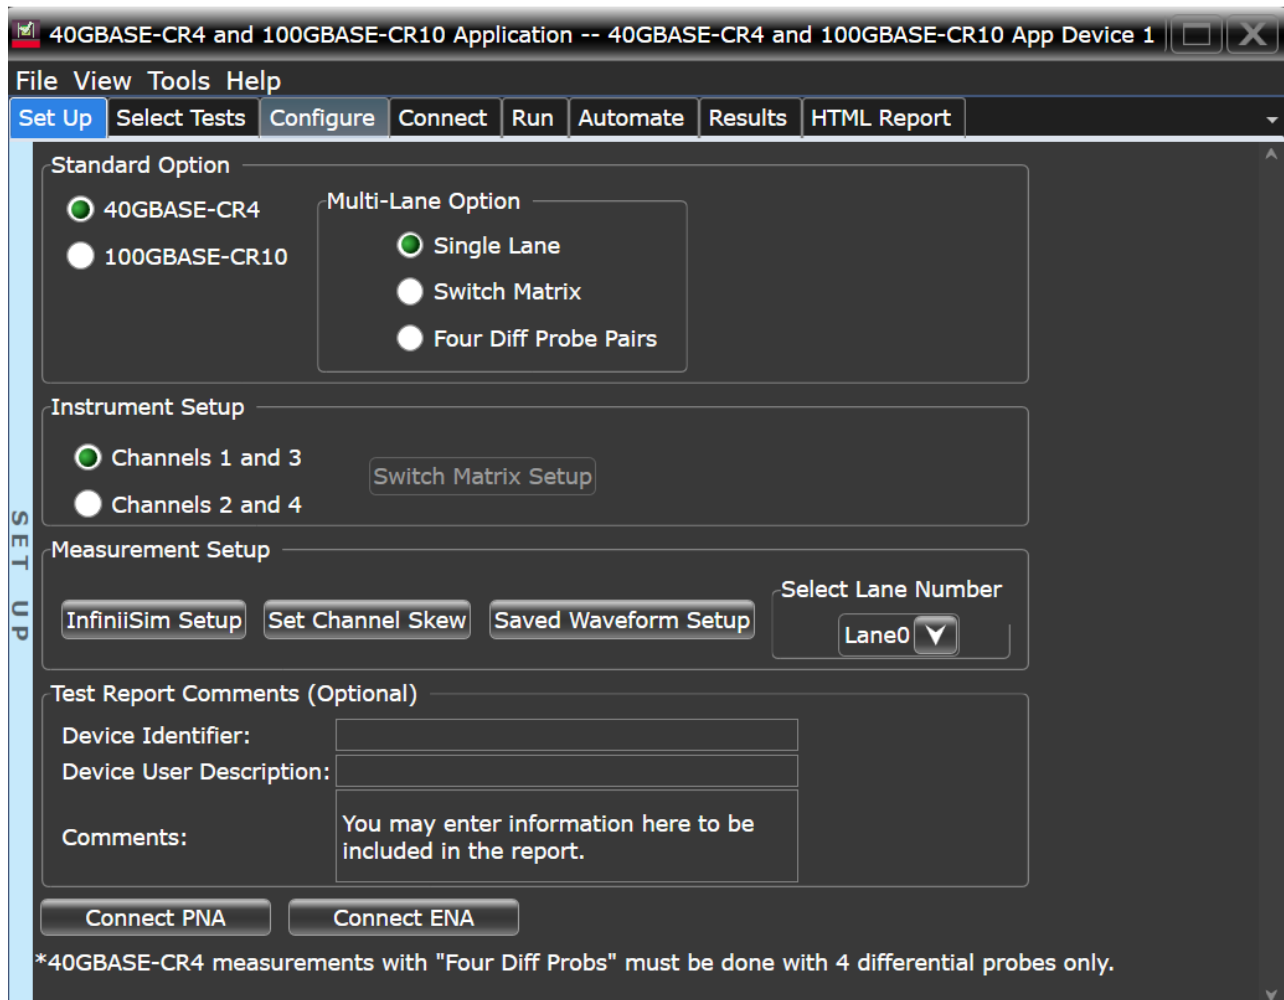 40GBASE-CR4 and 100GBASE-CR10 Application -- 40GBASE-CR4 and 100GBASE-CR10 App Device 1
File View Tools Help
Set Up Select Tests Configure Connect Run Automate Results HTML Report
SET UP
Standard Option
40GBASE-CR4
100GBASE-CR10
Multi-Lane Option
Single Lane
Switch Matrix
Four Diff Probe Pairs
Instrument Setup
Channels 1 and 3
Channels 2 and 4
Switch Matrix Setup
Measurement Setup
InfiniiSim Setup Set Channel Skew Saved Waveform Setup
Select Lane Number
Lane0
Test Report Comments (Optional)
Device Identifier:
Device User Description:
Comments:
You may enter information here to be
included in the report.
Connect PNA Connect ENA
*40GBASE-CR4 measurements with "Four Diff Probs" must be done with 4 differential probes only.